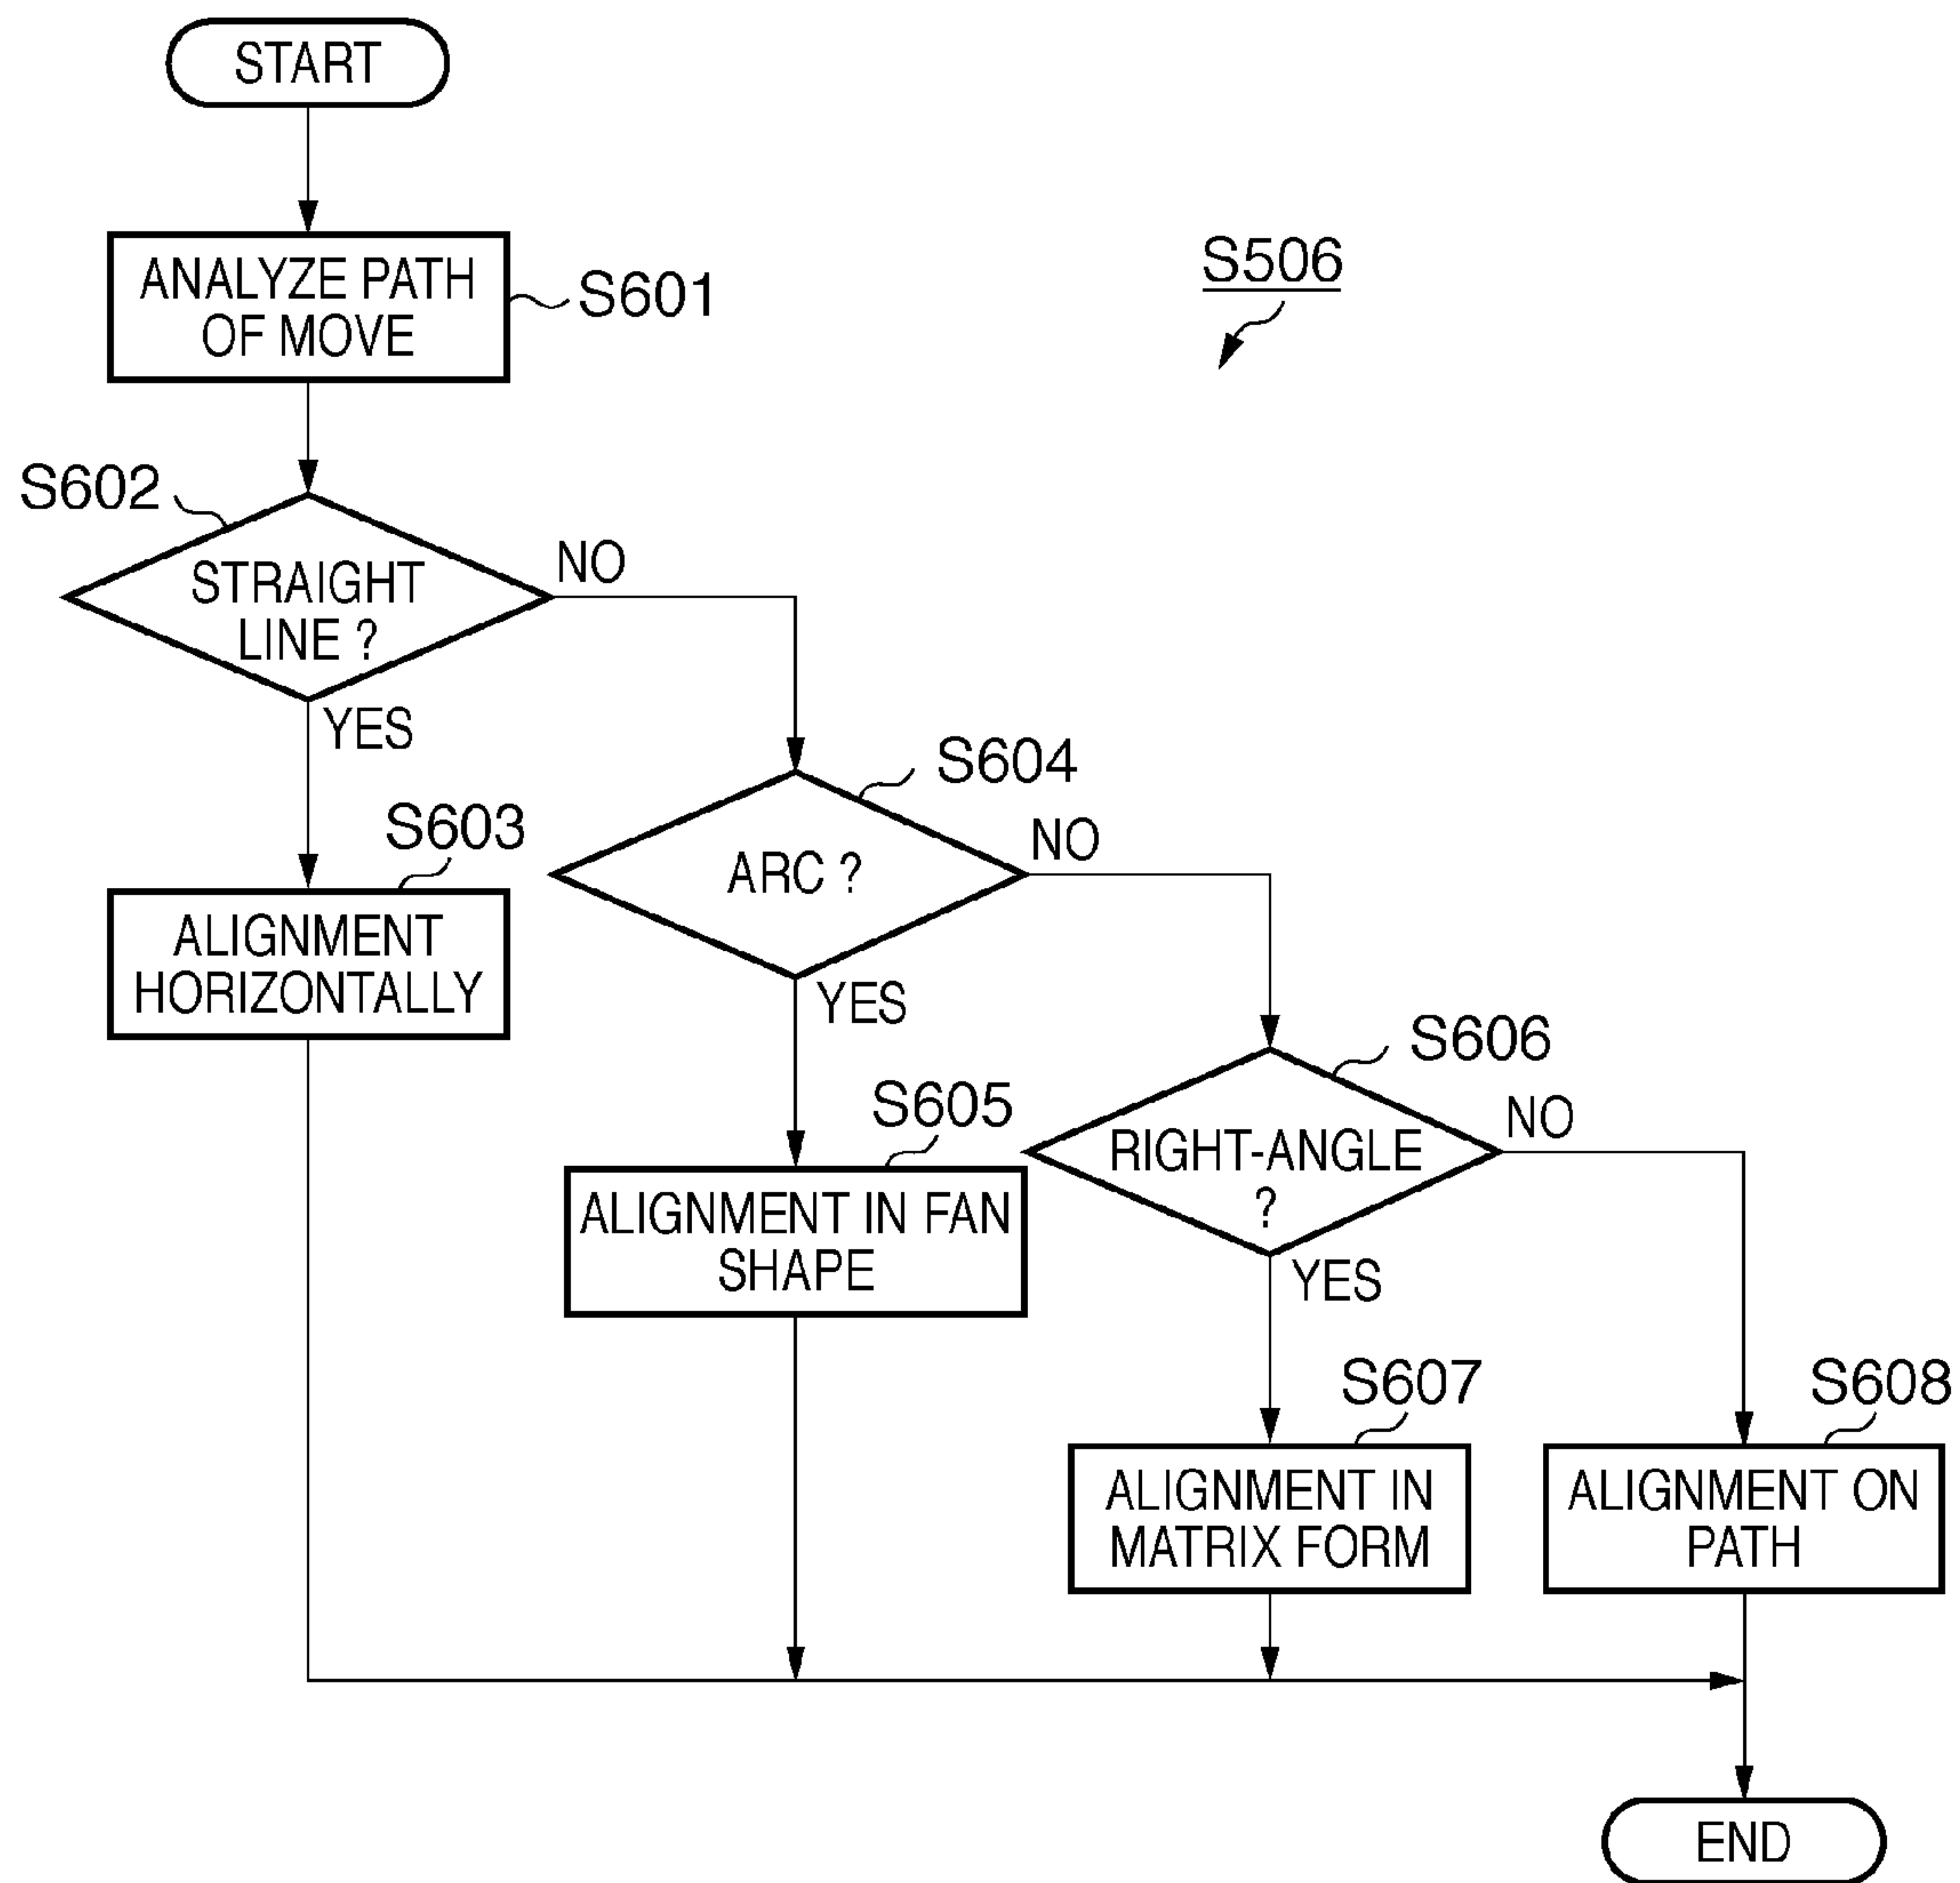 START
ANALYZE PATH
OF MOVE
S601
S506
S602
STRAIGHT
LINE ?
NO
YES
S603
ALIGNMENT
HORIZONTALLY
S604
ARC ?
NO
YES
S605
ALIGNMENT IN FAN
SHAPE
S606
RIGHT-ANGLE
?
NO
YES
S607
ALIGNMENT IN
MATRIX FORM
S608
ALIGNMENT ON
PATH
END